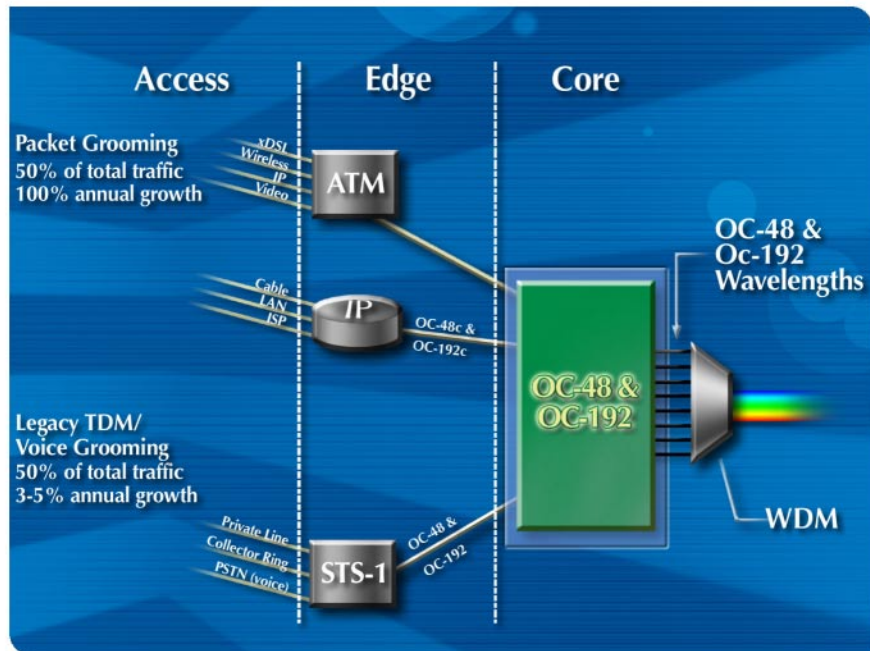 Access
Edge
Core
Packet Grooming
50% of total traffic
100% annual growth
xDSl
Wireless
IP
Video
ATM
OC-48 &
Oc-192
Wavelengths
Cable
LAN
ISP
IP
OC-48c &
OC-192c
OC-48 &
OC-192
Legacy TDM/
Voice Grooming
50% of total traffic
3-5% annual growth
Private Line
Collector Ring
PSTN (voice)
STS-1
OC-48 &
OC-192
WDM